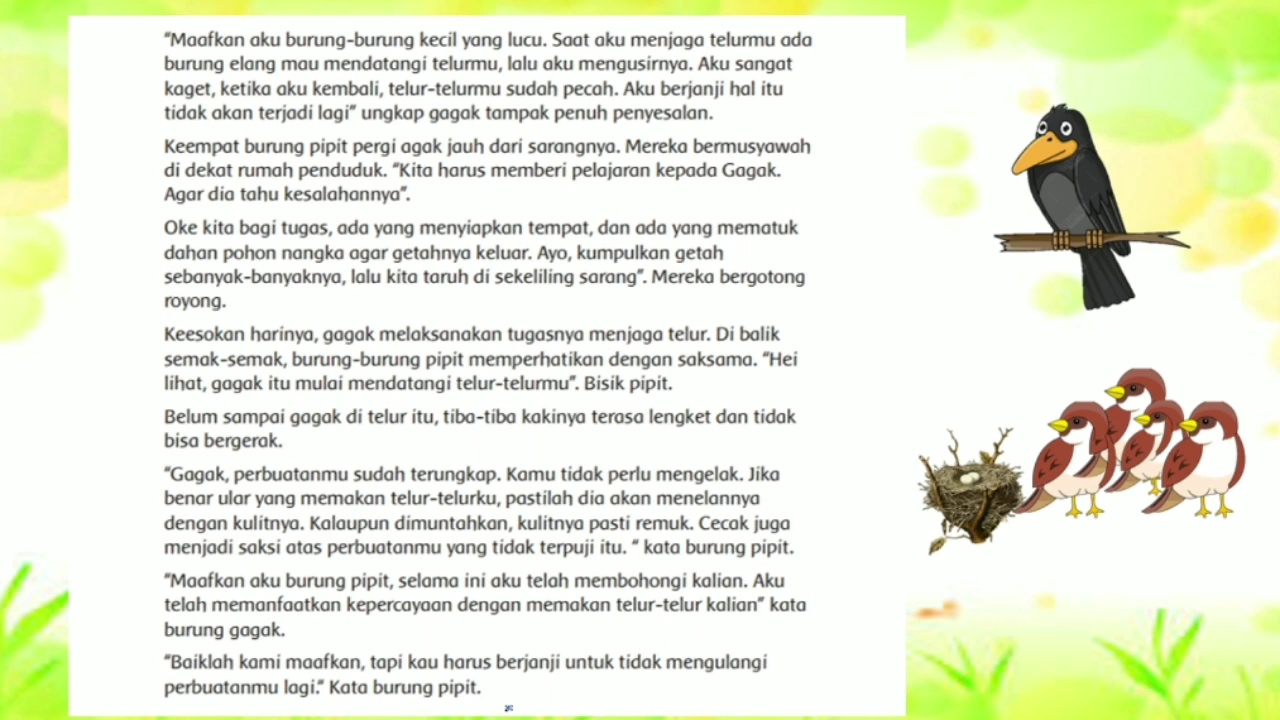 “Maafkan aku burung-burung kecil yang lucu. Saat aku menjaga telurmu ada
burung elang mau mendatangi telurmu, lalu aku mengusirnya. Aku sangat
kaget, ketika aku kembali, telur-telurmu sudah pecah. Aku berjanji hal itu
tidak akan terjadi lagi” ungkap gagak tampak penuh penyesalan.
Keempat burung pipit pergi agak jauh dari sarangnya. Mereka bermusyawah
di dekat rumah penduduk. “Kita harus memberi pelajaran kepada Gagak.
Agar dia tahu kesalahannya”.
Oke kita bagi tugas, ada yang menyiapkan tempat, dan ada yang mematuk
dahan pohon nangka agar getahnya keluar. Ayo, kumpulkan getah
sebanyak-banyaknya, lalu kita taruh di sekeliling sarang”. Mereka bergotong
royong.
Keesokan harinya, gagak melaksanakan tugasnya menjaga telur. Di balik
semak-semak, burung-burung pipit memperhatikan dengan saksama. “Hei
lihat, gagak itu mulai mendatangi telur-telurmu”. Bisik pipit.
Belum sampai gagak di telur itu, tiba-tiba kakinya terasa lengket dan tidak
bisa bergerak.
“Gagak, perbuatanmu sudah terungkap. Kamu tidak perlu mengelak. Jika
benar ular yang memakan telur-telurku, pastilah dia akan menelannya
dengan kulitnya. Kalaupun dimuntahkan, kulitnya pasti remuk. Cecak juga
menjadi saksi atas perbuatanmu yang tidak terpuji itu. “ kata burung pipit.
“Maafkan aku burung pipit, selama ini aku telah membohongi kalian. Aku
telah memanfaatkan kepercayaan dengan memakan telur-telur kalian” kata
burung gagak.
“Baiklah kami maafkan, tapi kau harus berjanji untuk tidak mengulangi
perbuatanmu lagi.” Kata burung pipit.